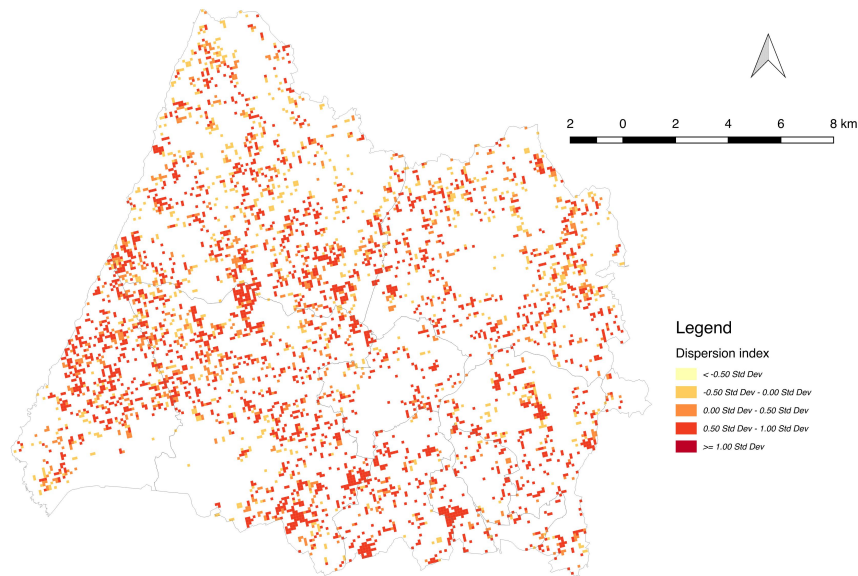 2 0 2 4 6 8 km
Legend
Dispersion index
< -0.50 Std Dev
-0.50 Std Dev - 0.00 Std Dev
0.00 Std Dev - 0.50 Std Dev
0.50 Std Dev - 1.00 Std Dev
>= 1.00 Std Dev